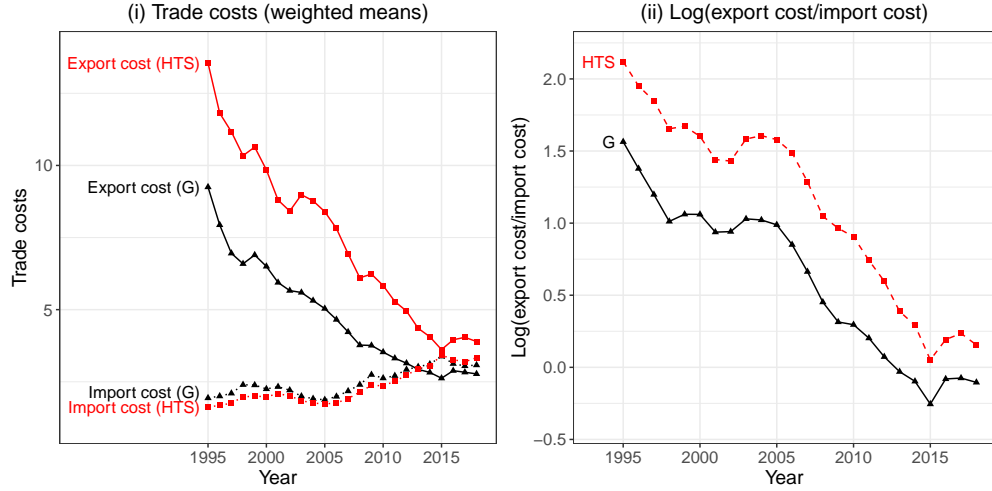 (i) Trade costs (weighted means)
Trade costs
10
5
Export cost (HTS)
Export cost (G)
Import cost (G)
Import cost (HTS)
1995 2000 2005 2010 2015
Year
(ii) Log(export cost/import cost)
Log(export cost/import cost)
2.0
1.5
1.0
0.5
0.0
−0.5
HTS
G
1995 2000 2005 2010 2015
Year